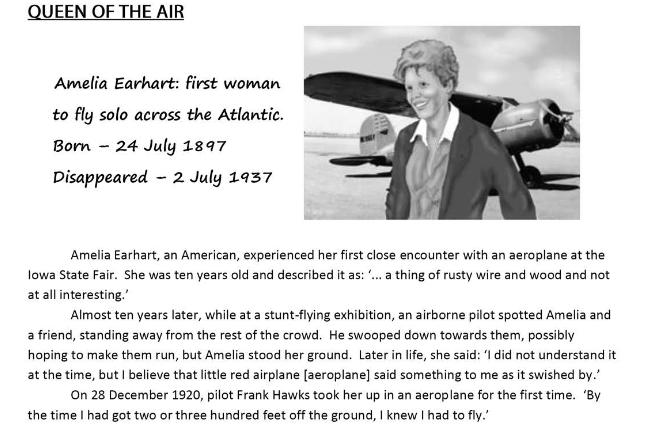 QUEEN OF THE AIR
Amelia Earhart: first woman
to fly solo across the Atlantic.
Born – 24 July 1897
Disappeared – 2 July 1937
Amelia Earhart, an American, experienced her first close encounter with an aeroplane at the
Iowa State Fair. She was ten years old and described it as: ‘... a thing of rusty wire and wood and not
at all interesting.’
Almost ten years later, while at a stunt-flying exhibition, an airborne pilot spotted Amelia and
a friend, standing away from the rest of the crowd. He swooped down towards them, possibly
hoping to make them run, but Amelia stood her ground. Later in life, she said: ‘I did not understand it
at the time, but I believe that little red airplane [aeroplane] said something to me as it swished by.’
On 28 December 1920, pilot Frank Hawks took her up in an aeroplane for the first time. ‘By
the time I had got two or three hundred feet off the ground, I knew I had to fly.’